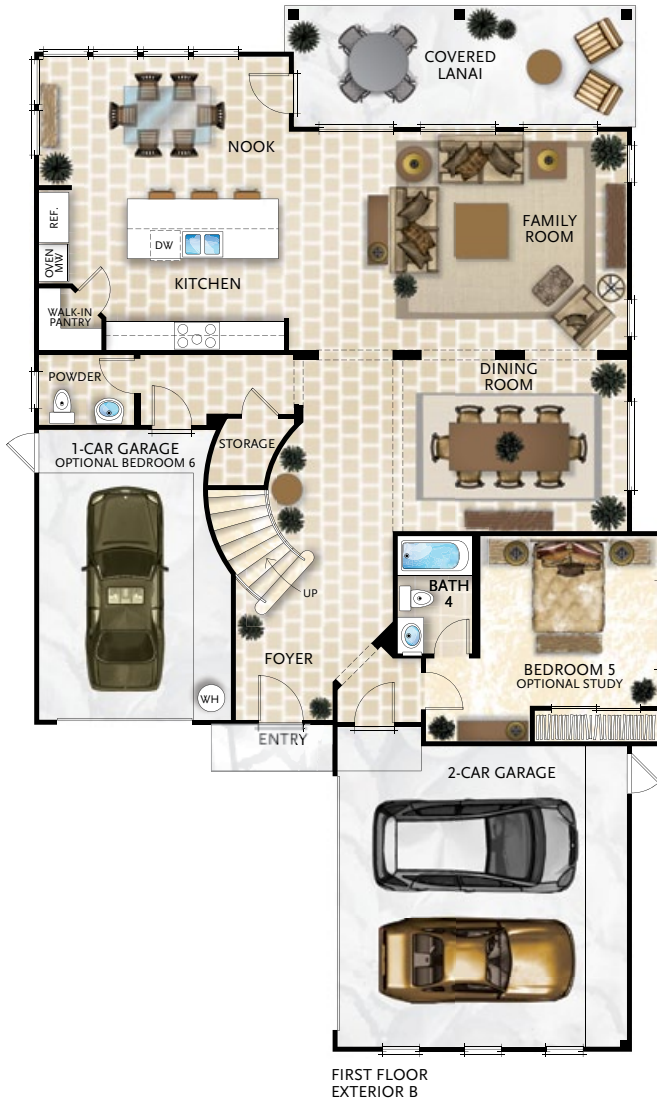 COVERED
LANAI
NOOK
REF.
DW
OVEN
MW
FAMILY
ROOM
KITCHEN
WALK-IN
PANTRY
POWDER
DINING
ROOM
STORAGE
1-CAR GARAGE
OPTIONAL BEDROOM 6
UP
BATH
4
FOYER
BEDROOM 5
OPTIONAL STUDY
WH
ENTRY
2-CAR GARAGE
FIRST FLOOR
EXTERIOR B